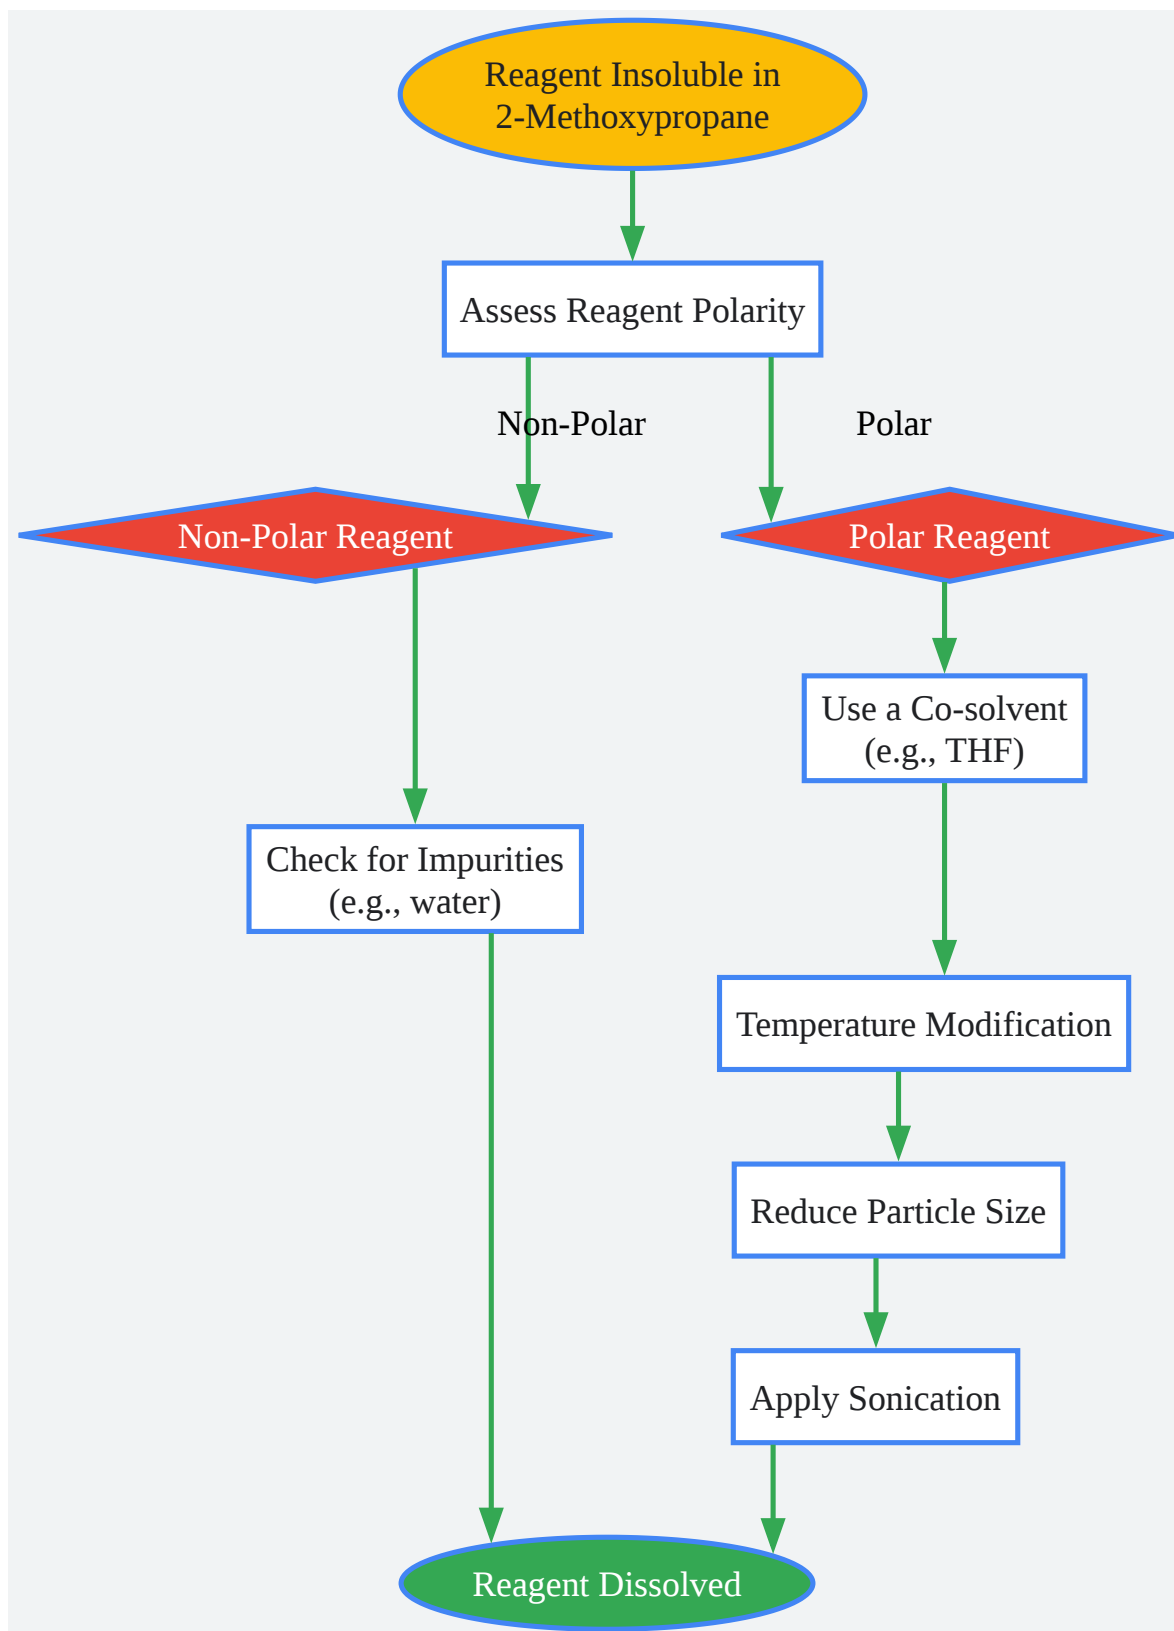 Reagent Insoluble in
2-Methoxypropane
Assess Reagent Polarity
Non-Polar
Polar
Non-Polar Reagent
Polar Reagent
Use a Co-solvent
(e.g., THF)
Check for Impurities
(e.g., water)
Temperature Modification
Reduce Particle Size
Apply Sonication
Reagent Dissolved